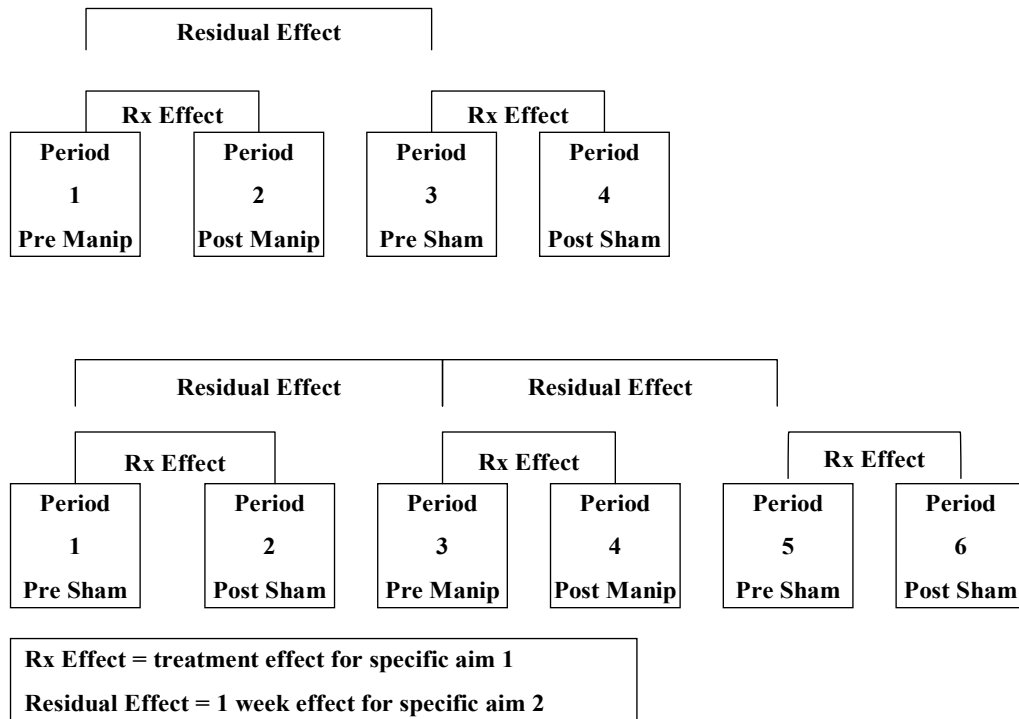 Residual Effect
Rx Effect
Rx Effect
Period
1
Pre Manip
Period
2
Post Manip
Period
3
Pre Sham
Period
4
Post Sham
Residual Effect
Residual Effect
Rx Effect
Rx Effect
Rx Effect
Period
1
Pre Sham
Period
2
Post Sham
Period
3
Pre Manip
Period
4
Post Manip
Period
5
Pre Sham
Period
6
Post Sham
Rx Effect = treatment effect for specific aim 1
Residual Effect = 1 week effect for specific aim 2